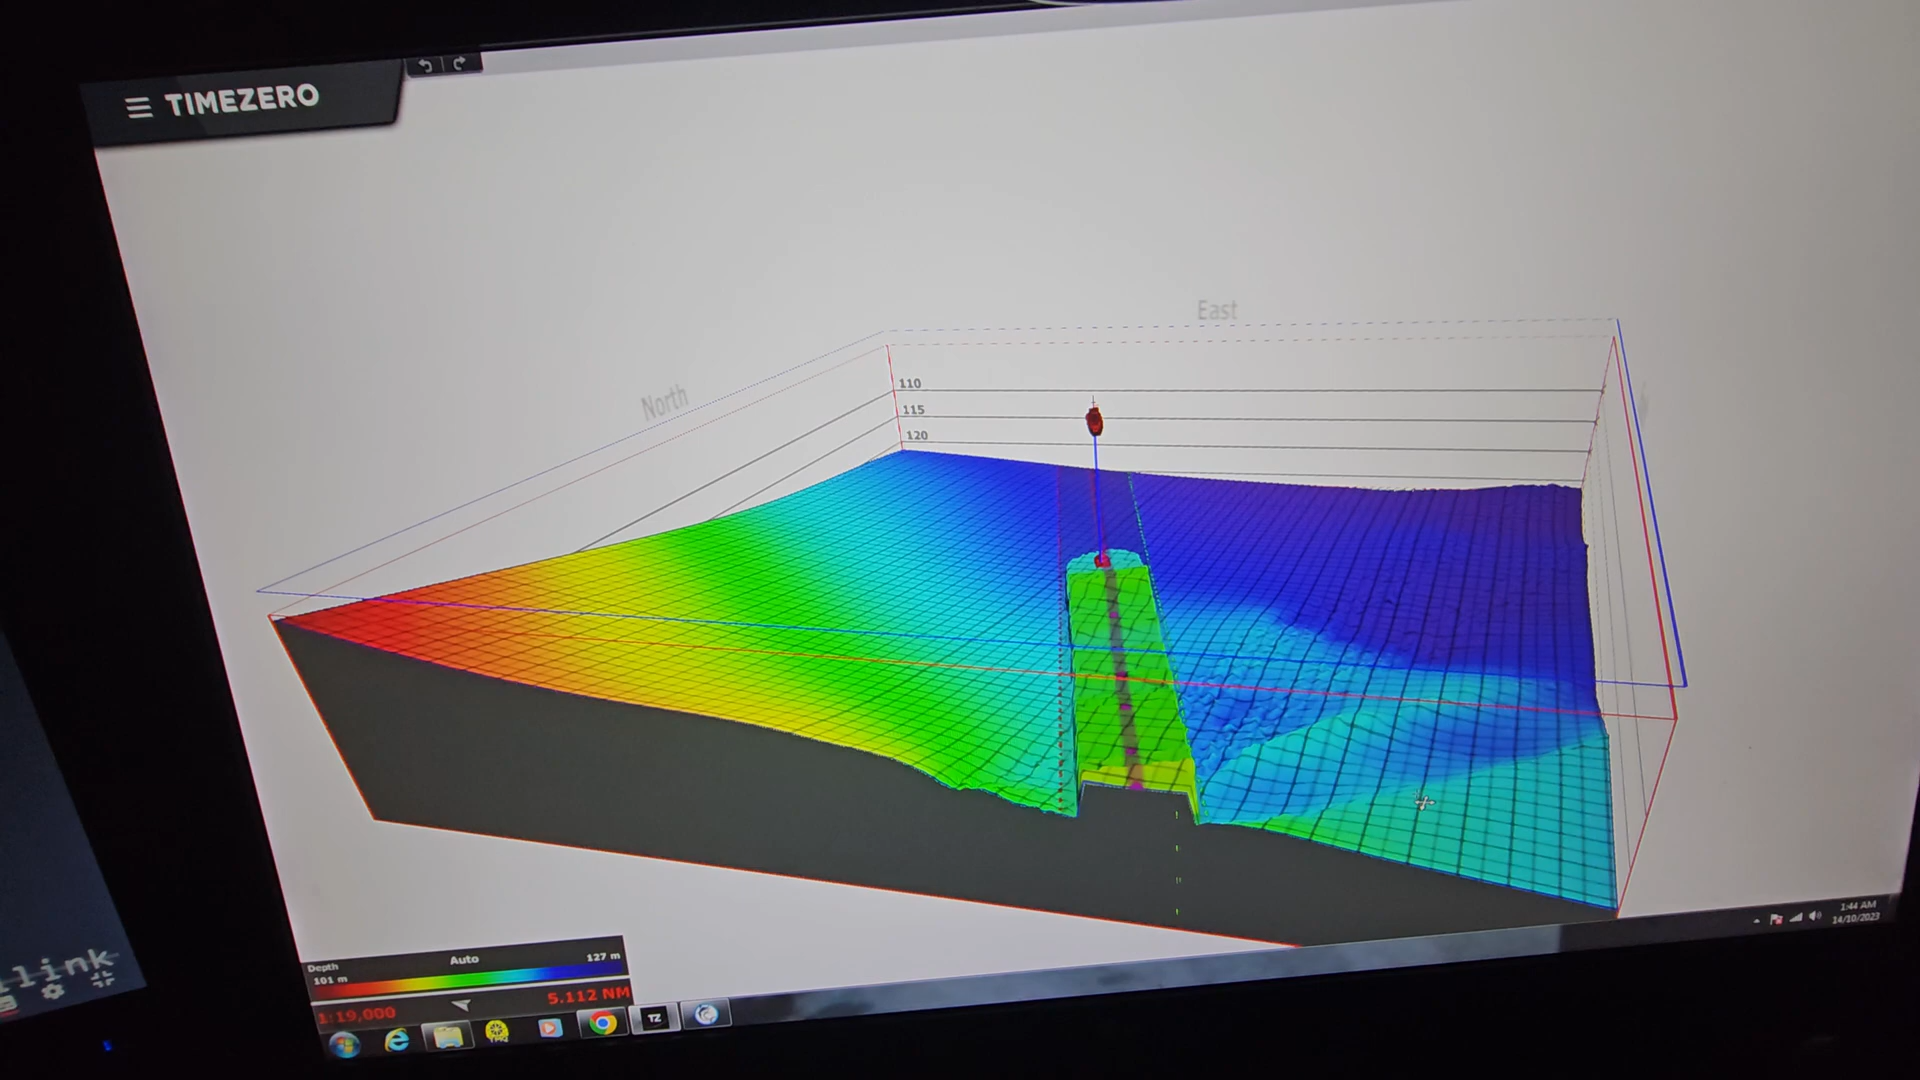 TIMEZERO
East
North
110
115
120
Depth
Auto
127 m
101 m
1:19,000
5.112 NM
TZ
1:44 AM
14/10/2023
link